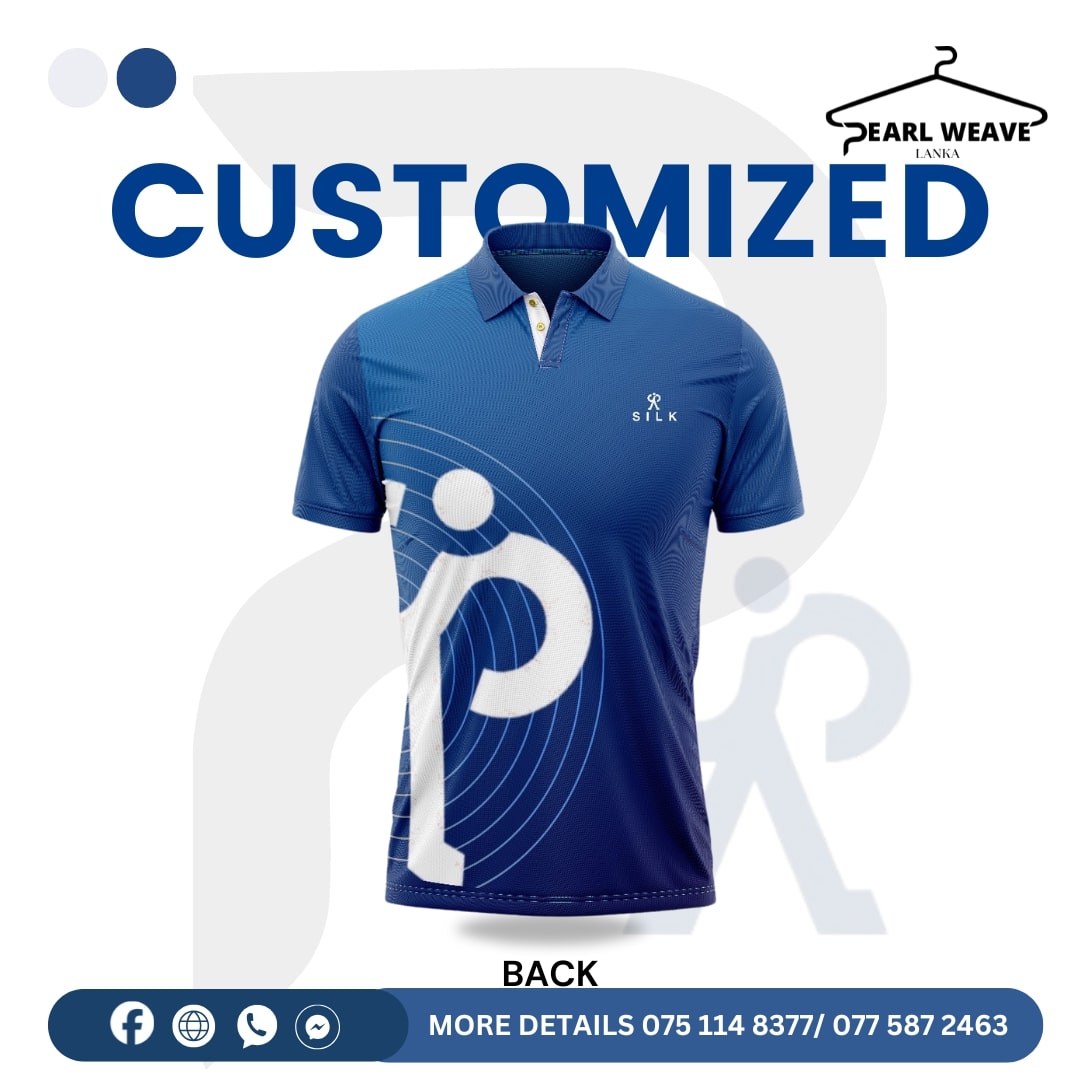 PEARL WEAVE
LANKA
CUSTOMIZED
SILK
BACK
MORE DETAILS 075 114 8377/ 077 587 2463